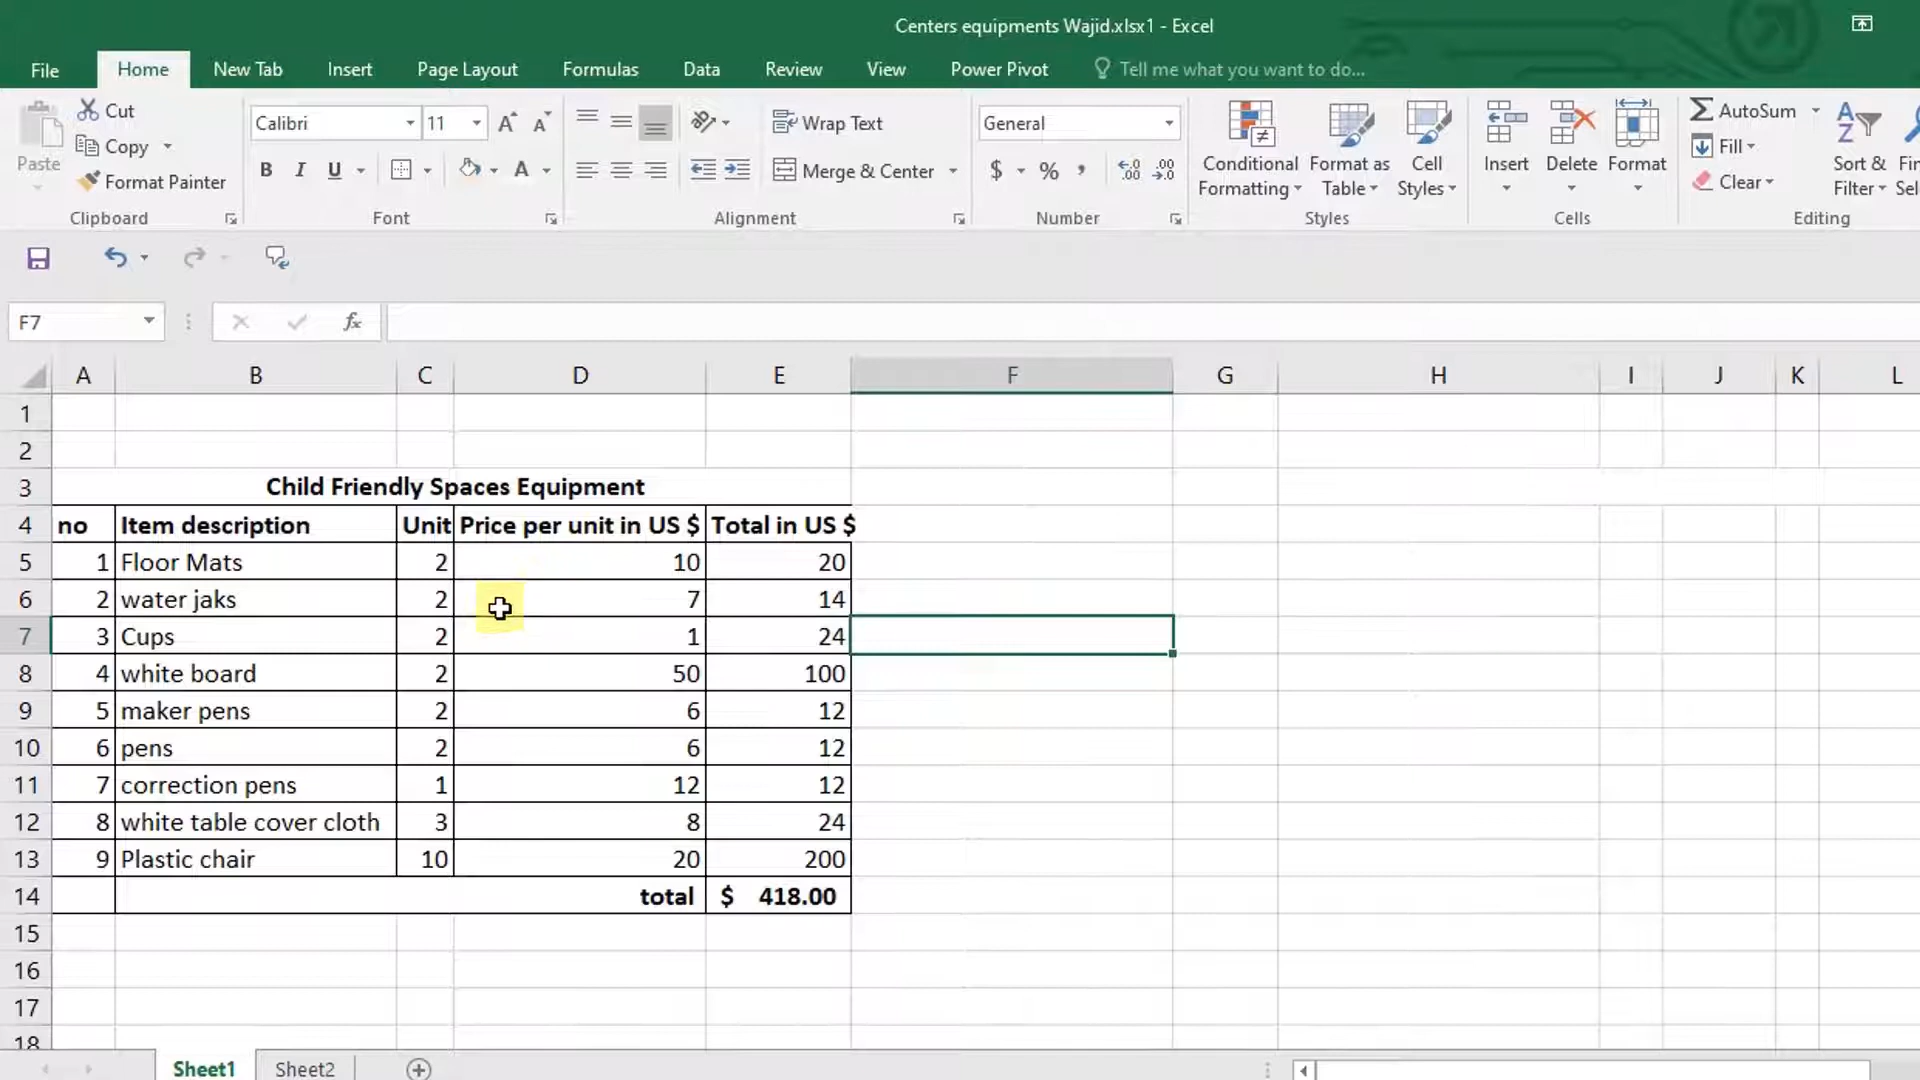 Centers equipments Wajid.xlsx1 - Excel
File Home New Tab Insert Page Layout Formulas Data Review View Power Pivot Tell me what you want to do...
Cut
Copy
Format Painter
Paste
Clipboard
Calibri 11
B I U A
Font
Wrap Text
Merge & Center
Alignment
General
$ % ,
Number
Conditional Formatting
Format as Table
Cell Styles
Styles
Insert Delete Format
Cells
AutoSum
Fill
Clear
Sort & Filter
Editing
F7 fx
A B C D E F G H I J K L
1
2
3 Child Friendly Spaces Equipment
4 no Item description Unit Price per unit in US $ Total in US $
5 1 Floor Mats 2 10 20
6 2 water jaks 2 7 14
7 3 Cups 2 1 24
8 4 white board 2 50 100
9 5 maker pens 2 6 12
10 6 pens 2 6 12
11 7 correction pens 1 12 12
12 8 white table cover cloth 3 8 24
13 9 Plastic chair 10 20 200
14 total $ 418.00
15
16
17
18
Sheet1 Sheet2